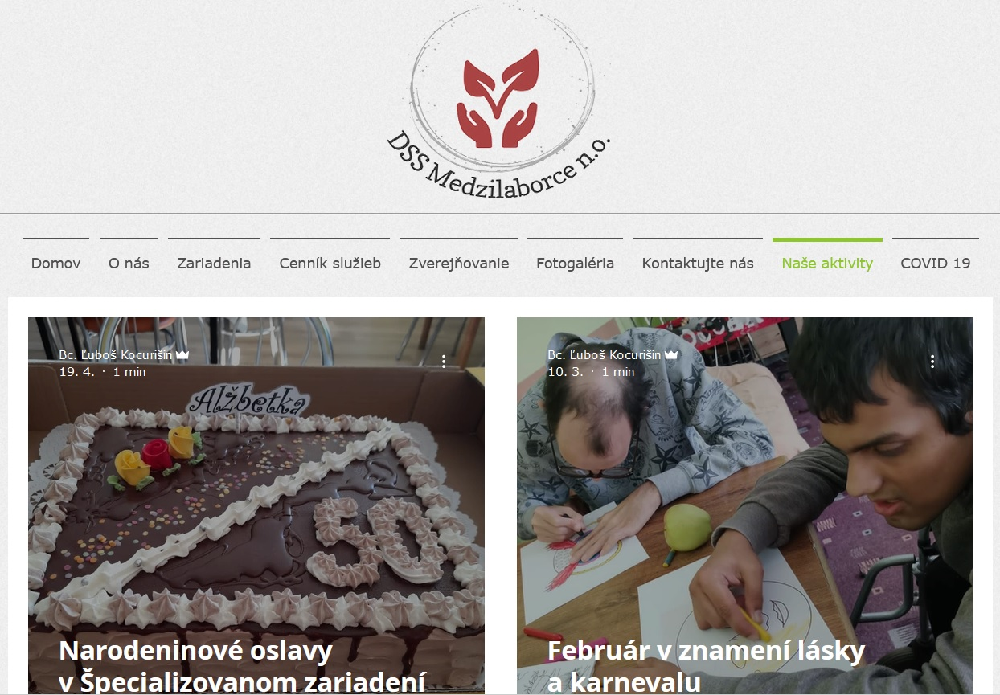 DSS Medzilaborce n.o.
Domov
O nás
Zariadenia
Cenník služieb
Zverejňovanie
Fotogaléria
Kontaktujte nás
Naše aktivity
COVID 19
Bc. Ľuboš Kocurišin
19. 4. · 1 min
Alžbetka
50
Narodeninové oslavy
v Špecializovanom zariadení
Bc. Ľuboš Kocurišin
10. 3. · 1 min
Február v znamení lásky
a karnevalu